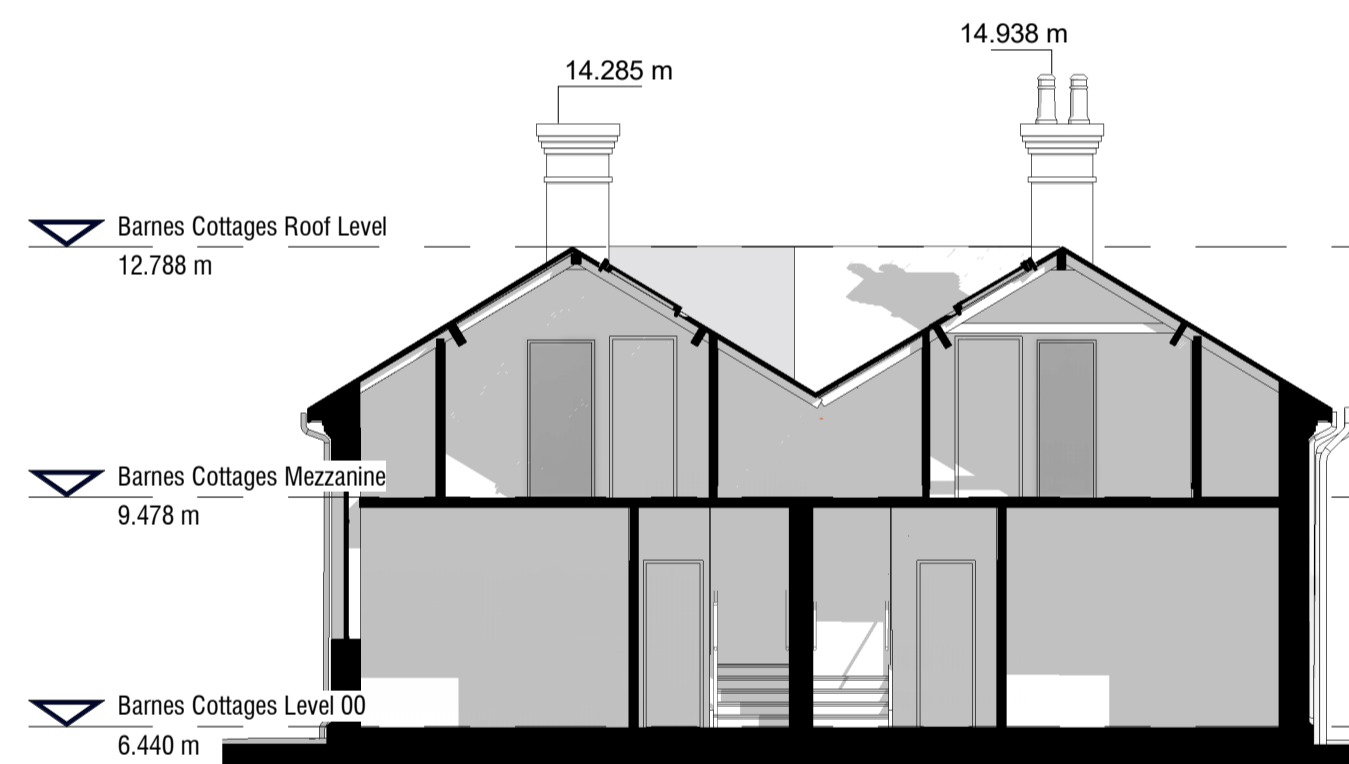 14.938 m
14.285 m
Barnes Cottages Roof Level
12.788 m
Barnes Cottages Mezzanine
9.478 m
Barnes Cottages Level 00
6.440 m